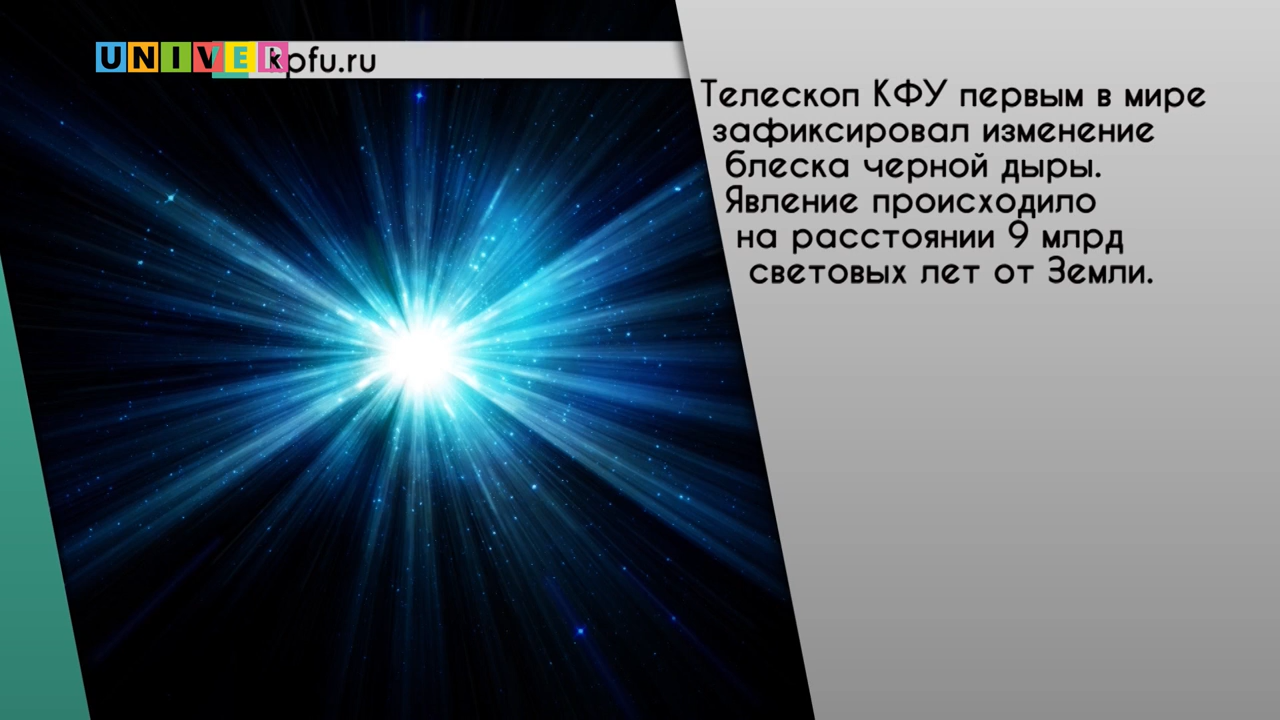 UNIVER kpfu.ru
Телескоп КФУ первым в мире
зафиксировал изменение
блеска черной дыры.
Явление происходило
на расстоянии 9 млрд
световых лет от Земли.